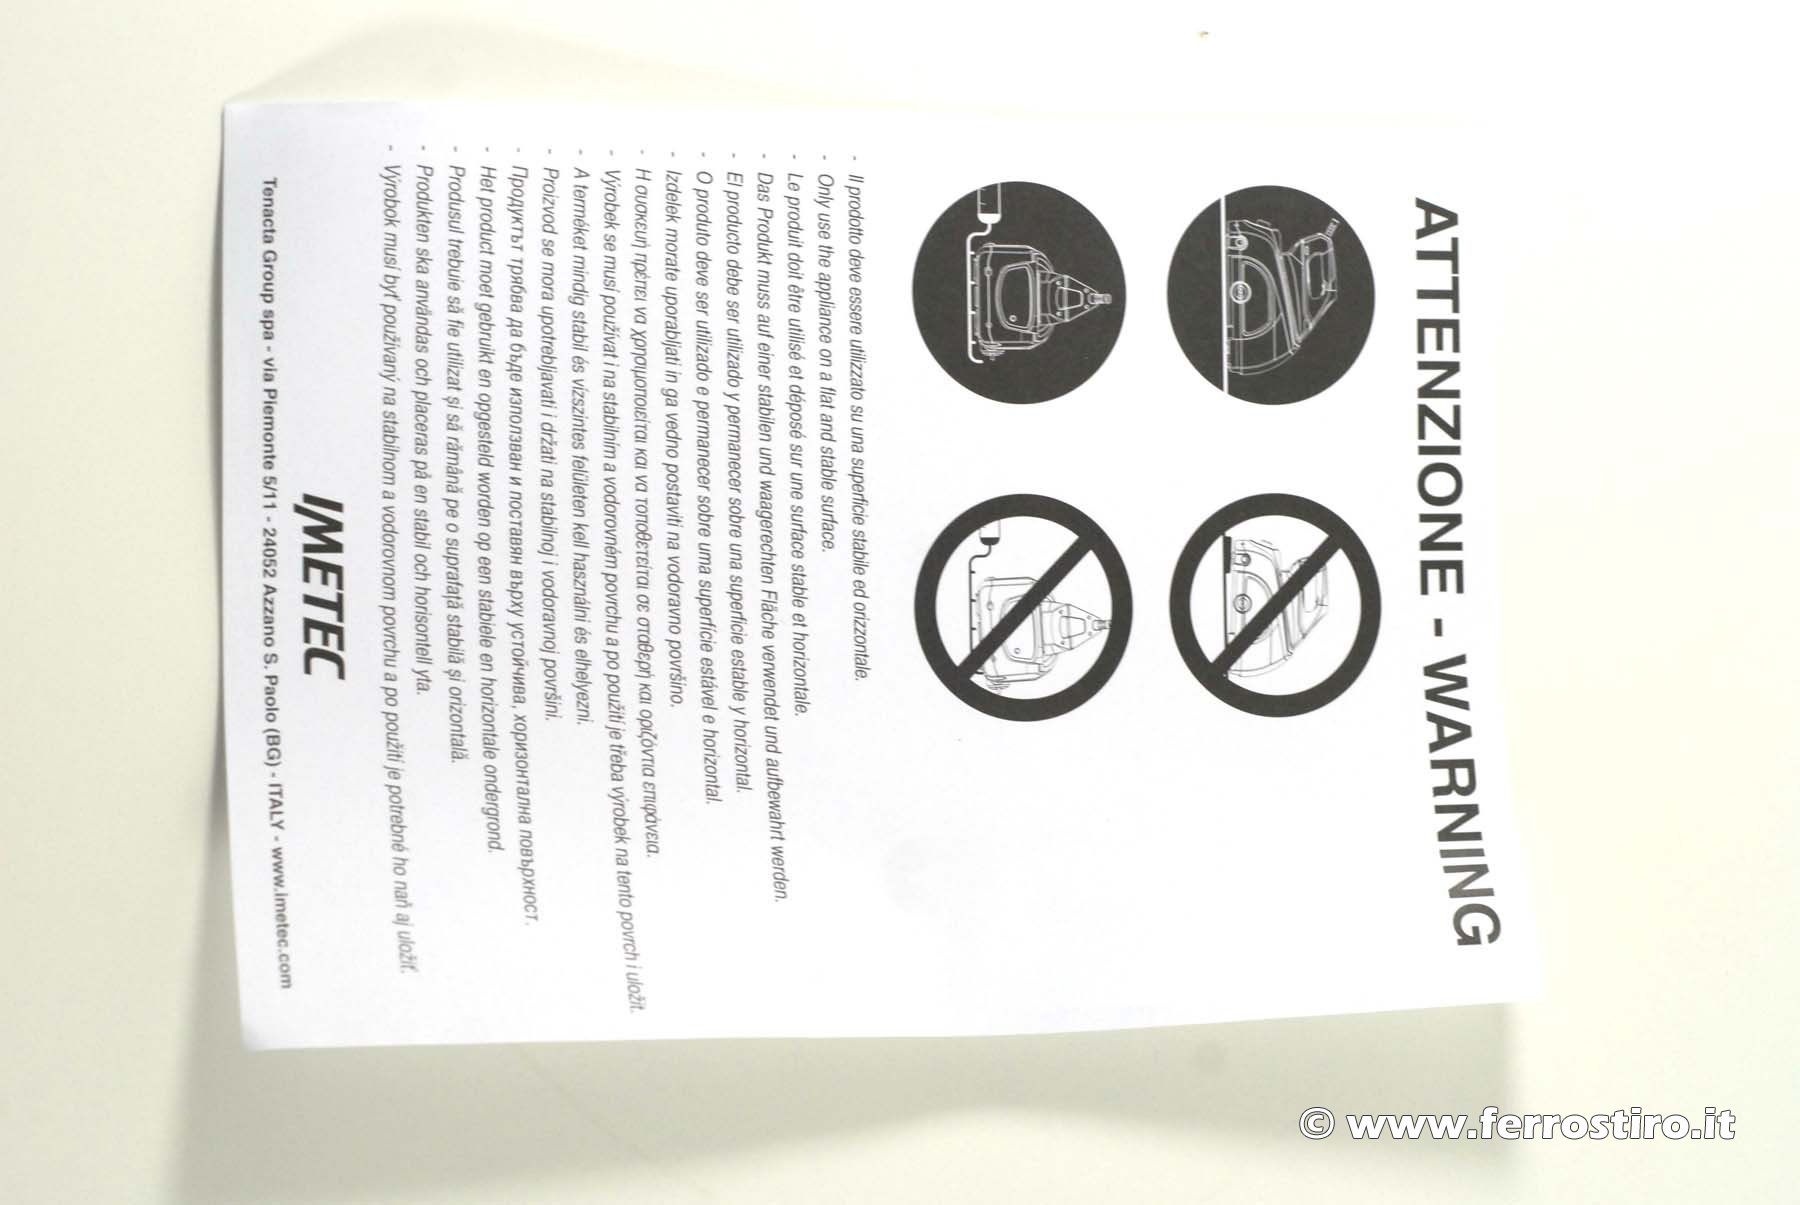 ATTENZIONE - WARNING
- Il prodotto deve essere utilizzato su una superficie stabile ed orizzontale.
- Only use the appliance on a flat and stable surface.
- Le produit doit être utilisé et déposé sur une surface stable et horizontale.
- Das Produkt muss auf einer stabilen und waagerechten Fläche verwendet und aufbewahrt werden.
- El producto debe ser utilizado y permanecer sobre una superficie estable y horizontal.
- O produto deve ser utilizado e permanecer sobre uma superfície estável e horizontal.
- Izdelek morate uporabljati in ga vedno postaviti na vodoravno površino.
- Η συσκευή πρέπει να χρησιμοποιείται και να τοποθετείται σε σταθερή και οριζόντια επιφάνεια.
- Výrobek se musí používat i na stabilním a vodorovném povrchu a po použití je třeba výrobek na tento povrch i uložit.
- A terméket mindig stabil és vízszintes felületen kell használni és elhelyezni.
- Proizvod se mora upotrebljavati i držati na stabilnoj i vodoravnoj površini.
- Продуктът трябва да бъде използван и поставян върху устойчива, хоризонтална повърхност.
- Het product moet gebruikt en opgesteld worden op een stabiele en horizontale ondergrond.
- Produsul trebuie să fie utilizat şi să rămână pe o suprafaţă stabilă şi orizontală.
- Produkten ska användas och placeras på en stabil och horisontell yta.
- Výrobok musí byť používaný na stabilnom a vodorovnom povrchu a po použití je potrebné ho naň aj uložiť.
IMETEC
Tenacta Group spa - via Piemonte 5/11 - 24052 Azzano S. Paolo (BG) - ITALY - www.imetec.com
© www.ferrostiro.it